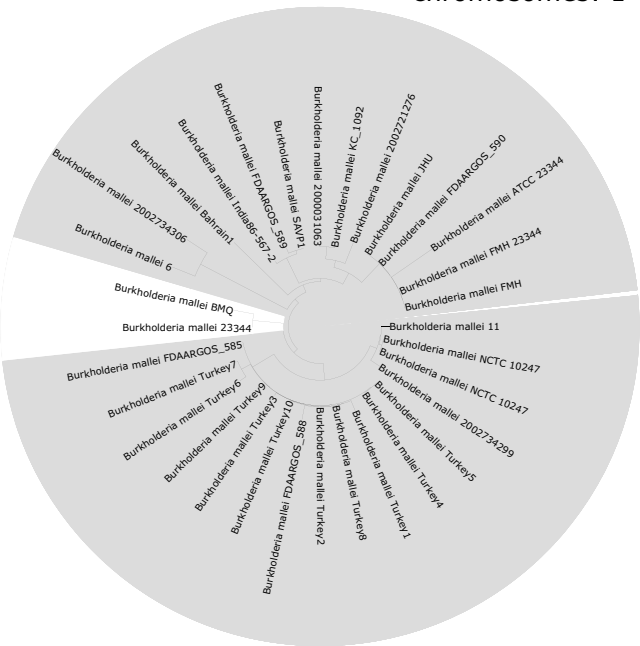 Burkholderia mallei 2000031063
Burkholderia mallei KC_1092
Burkholderia mallei 2002721276
Burkholderia mallei JHU
Burkholderia mallei FDAARGOS_590
Burkholderia mallei ATCC 23344
Burkholderia mallei FMH 23344
Burkholderia mallei FMH
Burkholderia mallei 11
Burkholderia mallei NCTC 10247
Burkholderia mallei NCTC 10247
Burkholderia mallei 2002734299
Burkholderia mallei Turkey5
Burkholderia mallei Turkey4
Burkholderia mallei Turkey1
Burkholderia mallei Turkey8
Burkholderia mallei Turkey2
Burkholderia mallei FDAARGOS_588
Burkholderia mallei Turkey10
Burkholderia mallei Turkey3
Burkholderia mallei Turkey9
Burkholderia mallei Turkey6
Burkholderia mallei Turkey7
Burkholderia mallei FDAARGOS_585
Burkholderia mallei 23344
Burkholderia mallei BMQ
Burkholderia mallei 6
Burkholderia mallei 2002734306
Burkholderia mallei Bahrain1
Burkholderia mallei India86-567-2
Burkholderia mallei FDAARGOS_589
Burkholderia mallei SAVP1